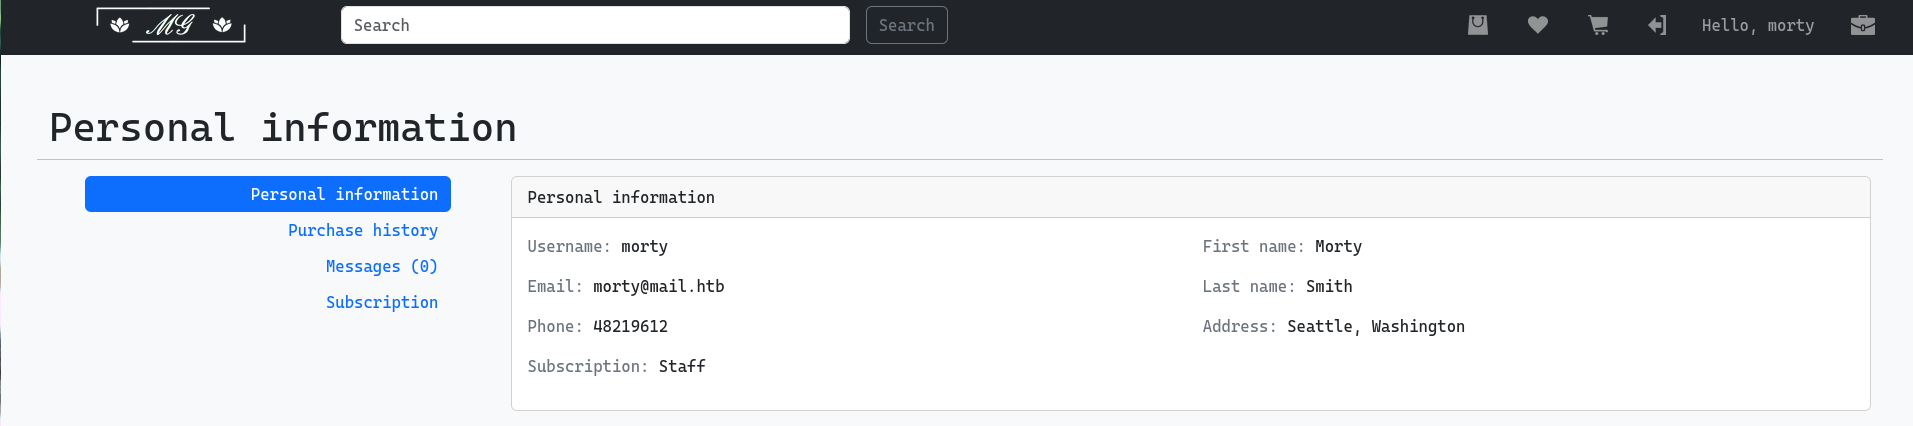 MG Search Search Hello, morty
Personal information
Personal information
Purchase history
Messages (0)
Subscription
Personal information
Username: morty First name: Morty
Email: morty@mail.htb Last name: Smith
Phone: 48219612 Address: Seattle, Washington
Subscription: Staff